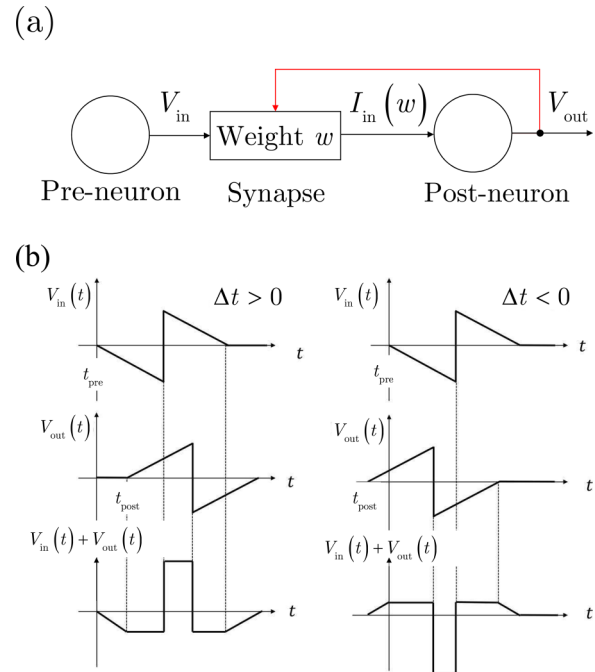 (a)
V_in
I_in (w)
V_out
Weight w
Pre-neuron
Synapse
Post-neuron
(b)
V_in (t)
Δt > 0
t
t_pre
V_out (t)
t
t_post
V_in (t) + V_out (t)
t
V_in (t)
Δt < 0
t
t_pre
V_out (t)
t
t_post
V_in (t) + V_out (t)
t